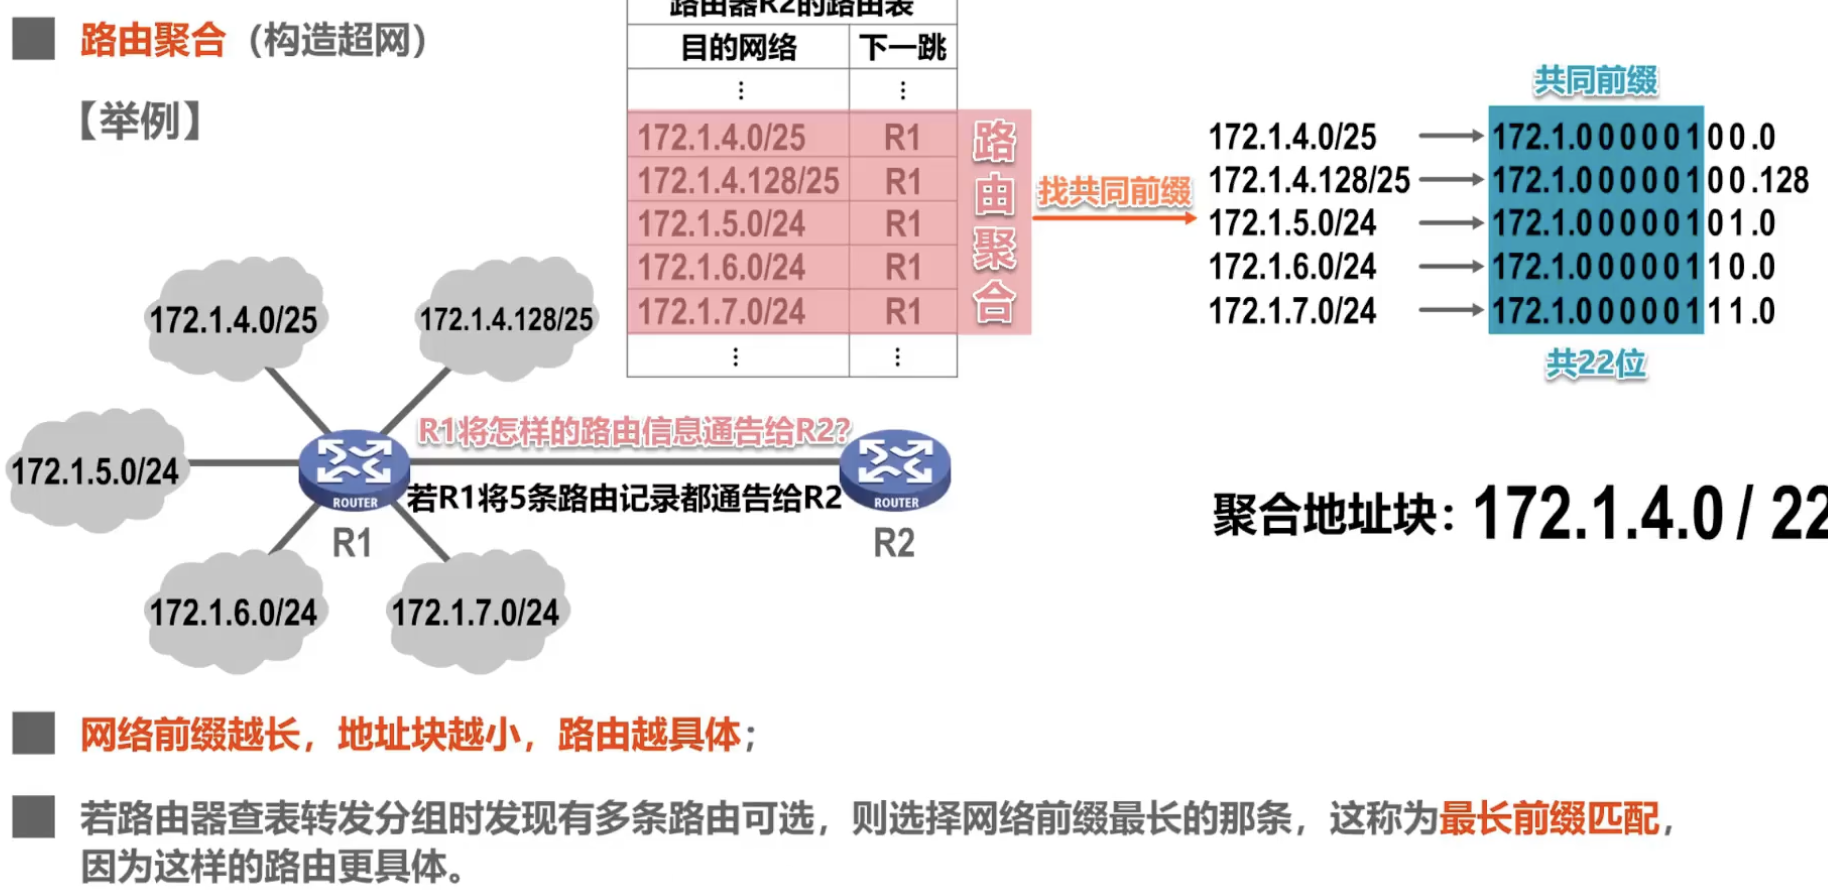 路由聚合（构造超网）
【举例】
路由器R2的路由表
目的网络 下一跳
⋮ ⋮
172.1.4.0/25 R1
172.1.4.128/25 R1
172.1.5.0/24 R1
172.1.6.0/24 R1
172.1.7.0/24 R1
⋮ ⋮
路由聚合
找共同前缀
共同前缀
172.1.4.0/25 172.1.00000100.0
172.1.4.128/25 172.1.00000100.128
172.1.5.0/24 172.1.00000101.0
172.1.6.0/24 172.1.00000110.0
172.1.7.0/24 172.1.00000111.0
共22位
172.1.4.0/25
172.1.4.128/25
172.1.5.0/24
172.1.6.0/24
172.1.7.0/24
R1将怎样的路由信息通告给R2?
若R1将5条路由记录都通告给R2
ROUTER
R1
ROUTER
R2
聚合地址块：172.1.4.0 / 22
网络前缀越长，地址块越小，路由越具体；
若路由器查表转发分组时发现有多条路由可选，则选择网络前缀最长的那条，这称为最长前缀匹配，
因为这样的路由更具体。